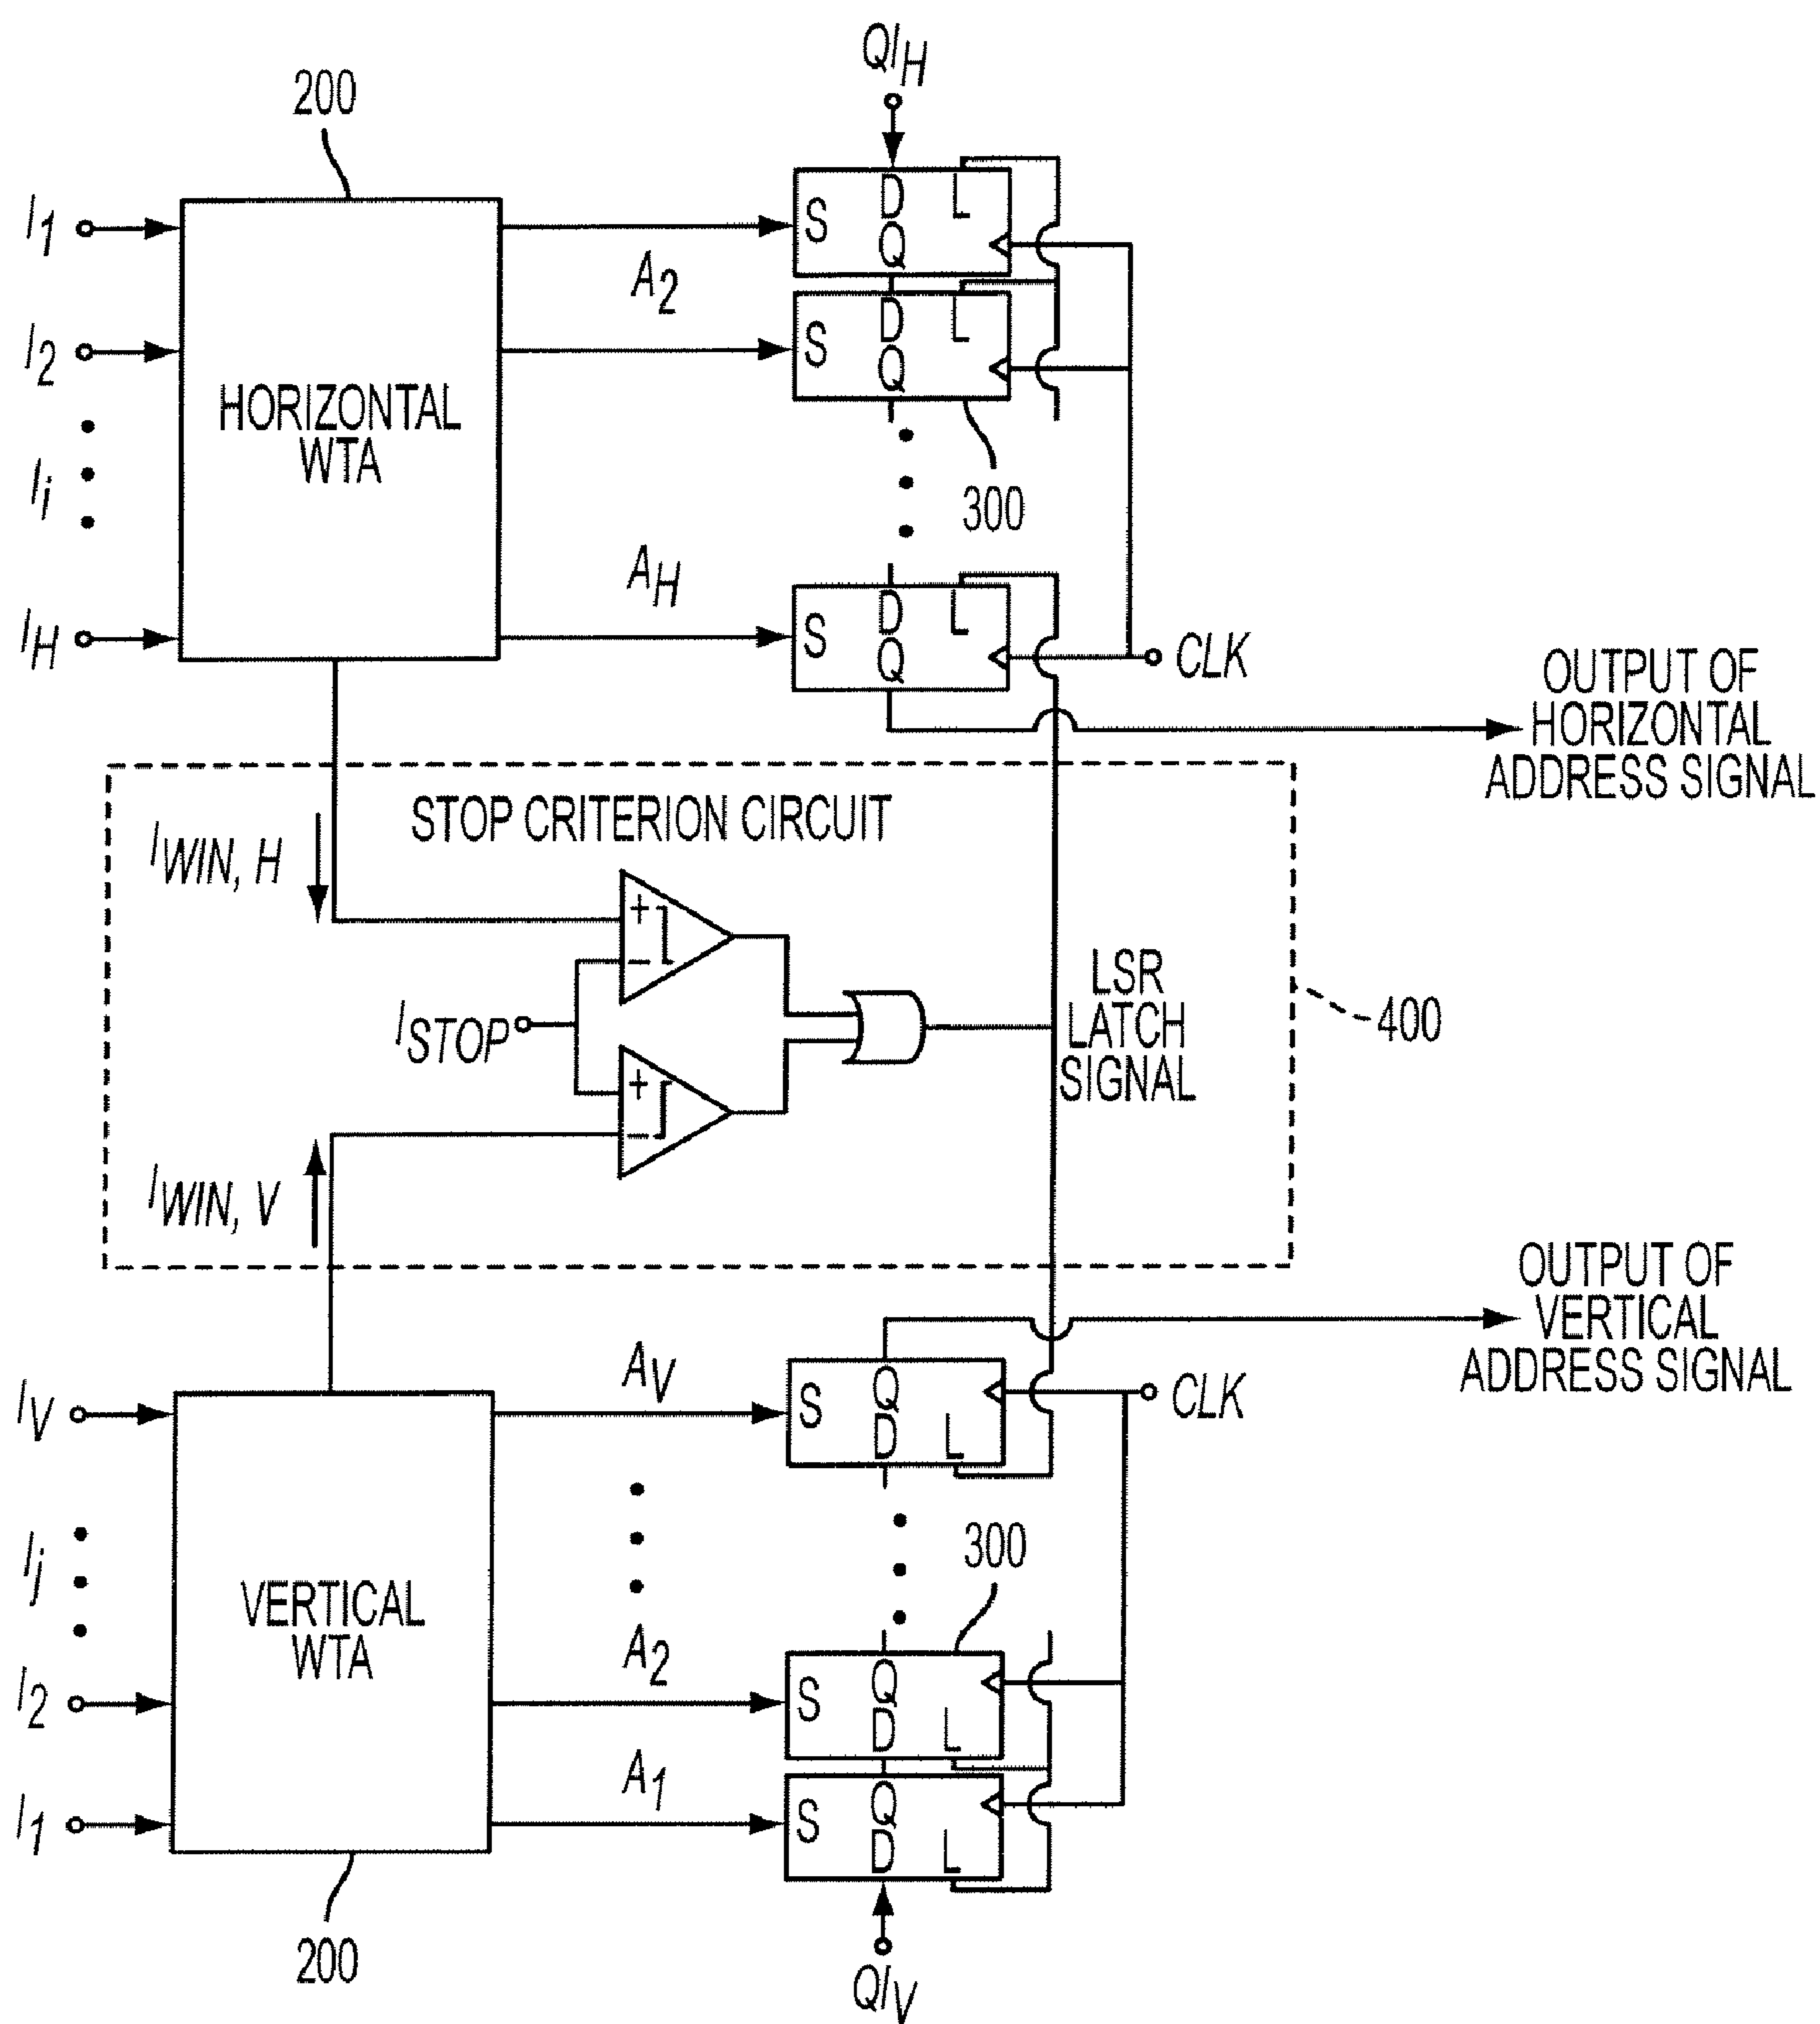 QI_H
200
I_1
S D L
Q
A_2
I_2
S D L
Q
HORIZONTAL
WTA
I_i
300
A_H
I_H
S D L
Q
CLK
OUTPUT OF
HORIZONTAL
ADDRESS SIGNAL
STOP CRITERION CIRCUIT
I_WIN, H
+
−
LSR
LATCH
SIGNAL
400
I_STOP
+
−
I_WIN, V
OUTPUT OF
VERTICAL
ADDRESS SIGNAL
A_V
I_V
S Q
D L
CLK
I_j
300
VERTICAL
WTA
A_2
I_2
S Q
D L
A_1
I_1
S Q
D L
200
QI_V